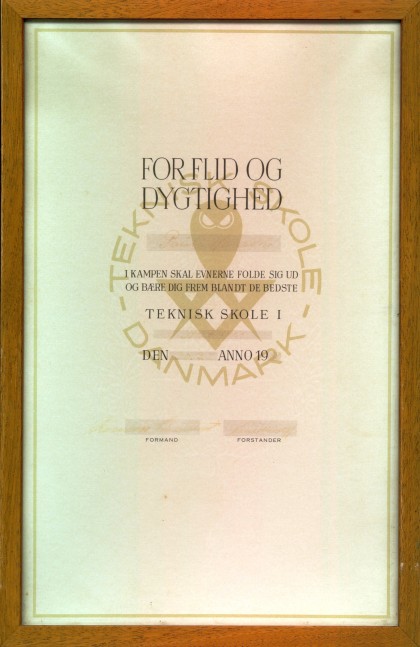 FOR FLID OG
DYGTIGHED
I KAMPEN SKAL EVNERNE FOLDE SIG UD
OG BÆRE DIG FREM BLANDT DE BEDSTE
TEKNISK SKOLE I
DEN ANNO 19
FORMAND FORSTANDER
TEKNISK SKOLE
DANMARK